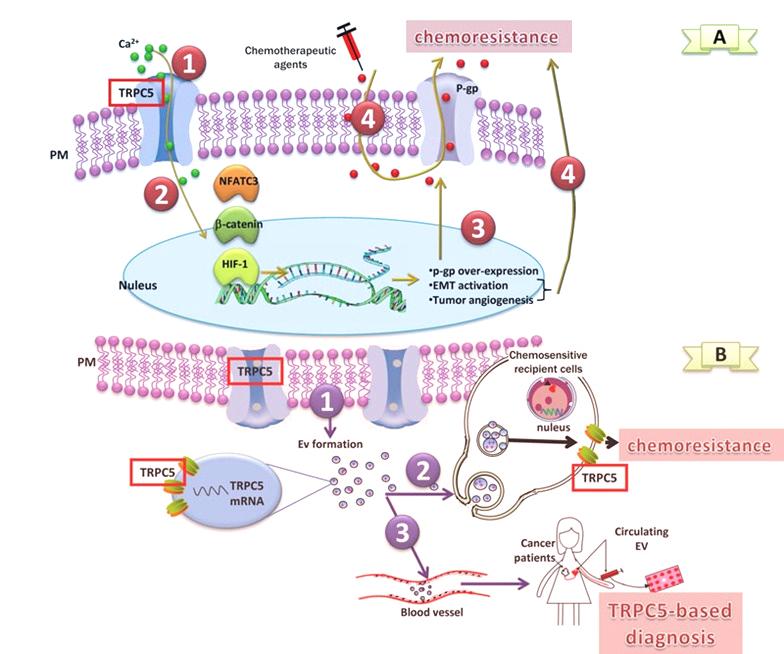 Ca²⁺
1
Chemotherapeutic
agents
chemoresistance
A
TRPC5
P-gp
4
PM
2
NFATC3
4
β-catenin
3
HIF-1
Nuleus
•p-gp over-expression
•EMT activation
•Tumor angiogenesis
PM
B
TRPC5
Chemosensitive
recipient cells
1
nuleus
Ev formation
chemoresistance
TRPC5
TRPC5
mRNA
2
TRPC5
3
Cancer
patients
Circulating
EV
Blood vessel
TRPC5-based
diagnosis